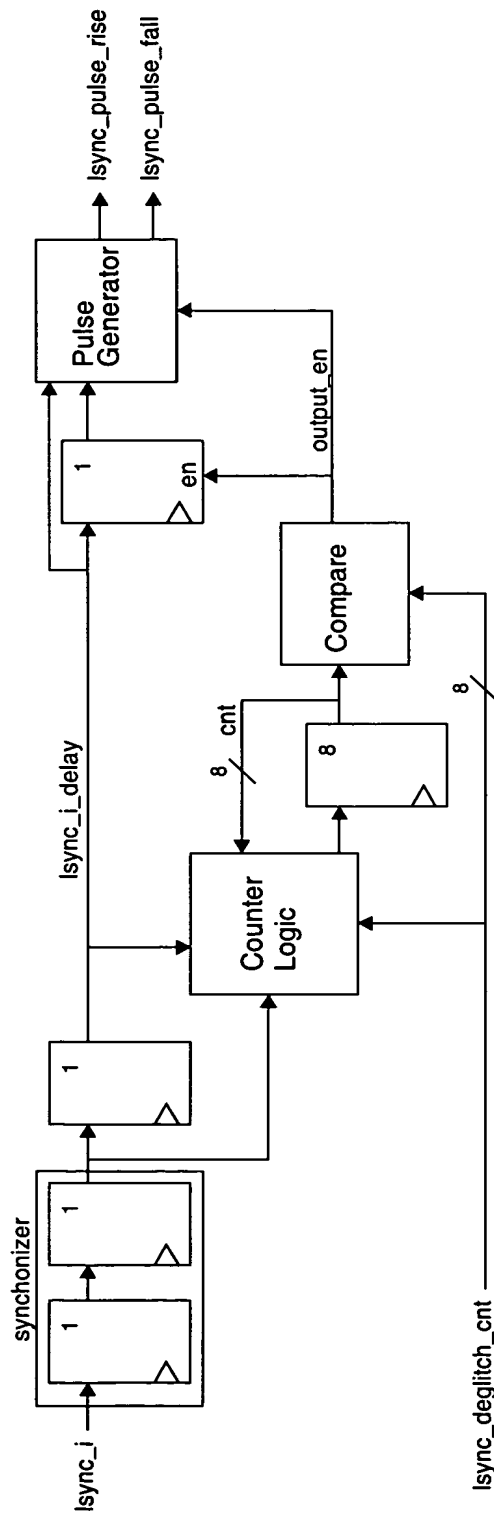 synchonizer
lsync_i
1
1
1
lsync_i_delay
1
en
Pulse
Generator
lsync_pulse_rise
lsync_pulse_fall
Counter
Logic
8
cnt
8
Compare
output_en
8
lsync_deglitch_cnt